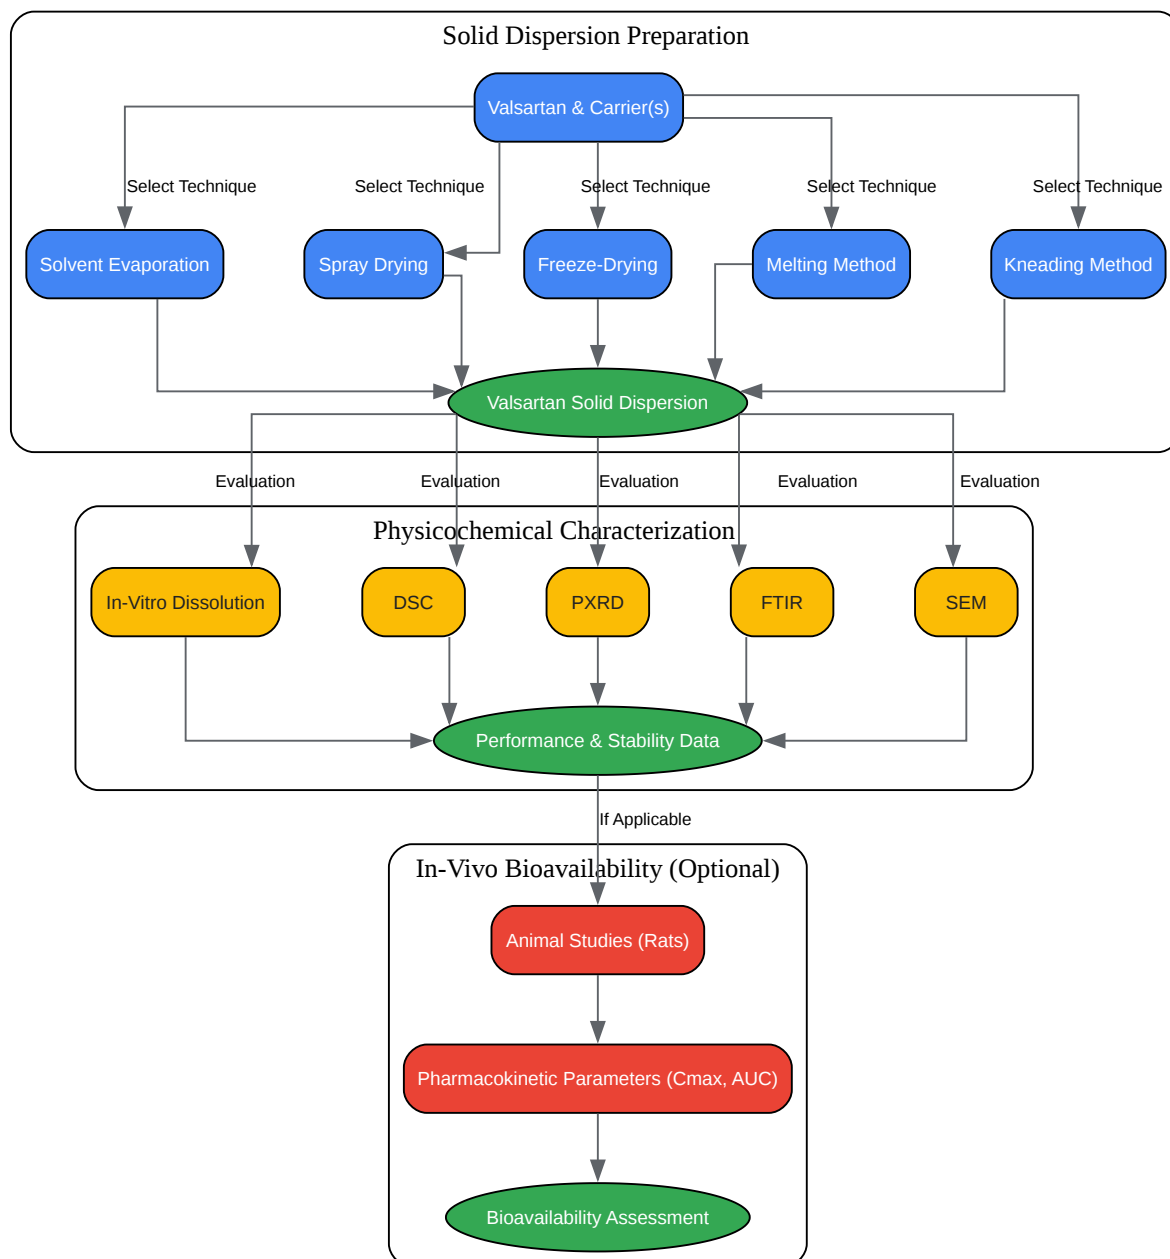 Solid Dispersion Preparation
Valsartan & Carrier(s)
Select Technique
Select Technique
Select Technique
Select Technique
Select Technique
Solvent Evaporation
Spray Drying
Freeze-Drying
Melting Method
Kneading Method
Valsartan Solid Dispersion
Evaluation
Evaluation
Evaluation
Evaluation
Evaluation
Physicochemical Characterization
In-Vitro Dissolution
DSC
PXRD
FTIR
SEM
Performance & Stability Data
If Applicable
In-Vivo Bioavailability (Optional)
Animal Studies (Rats)
Pharmacokinetic Parameters (Cmax, AUC)
Bioavailability Assessment